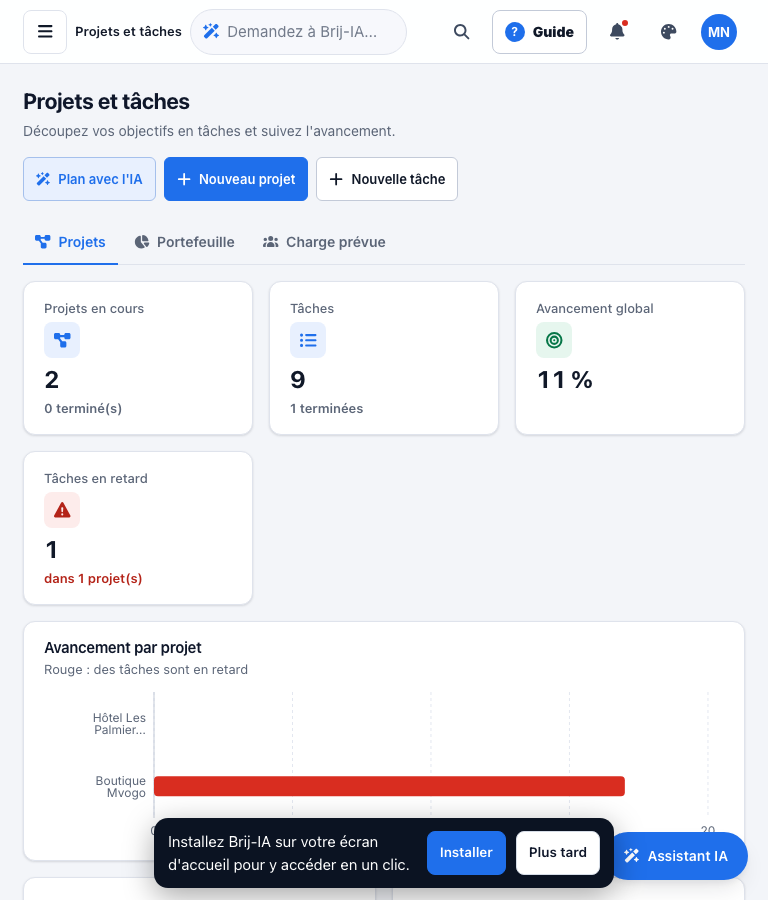 Projets et tâches
Demandez à Brij-IA...
? Guide
MN
Projets et tâches
Découpez vos objectifs en tâches et suivez l'avancement.
Plan avec l'IA
Nouveau projet
Nouvelle tâche
Projets
Portefeuille
Charge prévue
Projets en cours
2
0 terminé(s)
Tâches
9
1 terminées
Avancement global
11 %
Tâches en retard
1
dans 1 projet(s)
Avancement par projet
Rouge : des tâches sont en retard
Hôtel Les
Palmier...
Boutique
Mvogo
20
Installez Brij-IA sur votre écran
d'accueil pour y accéder en un clic.
Installer
Plus tard
Assistant IA